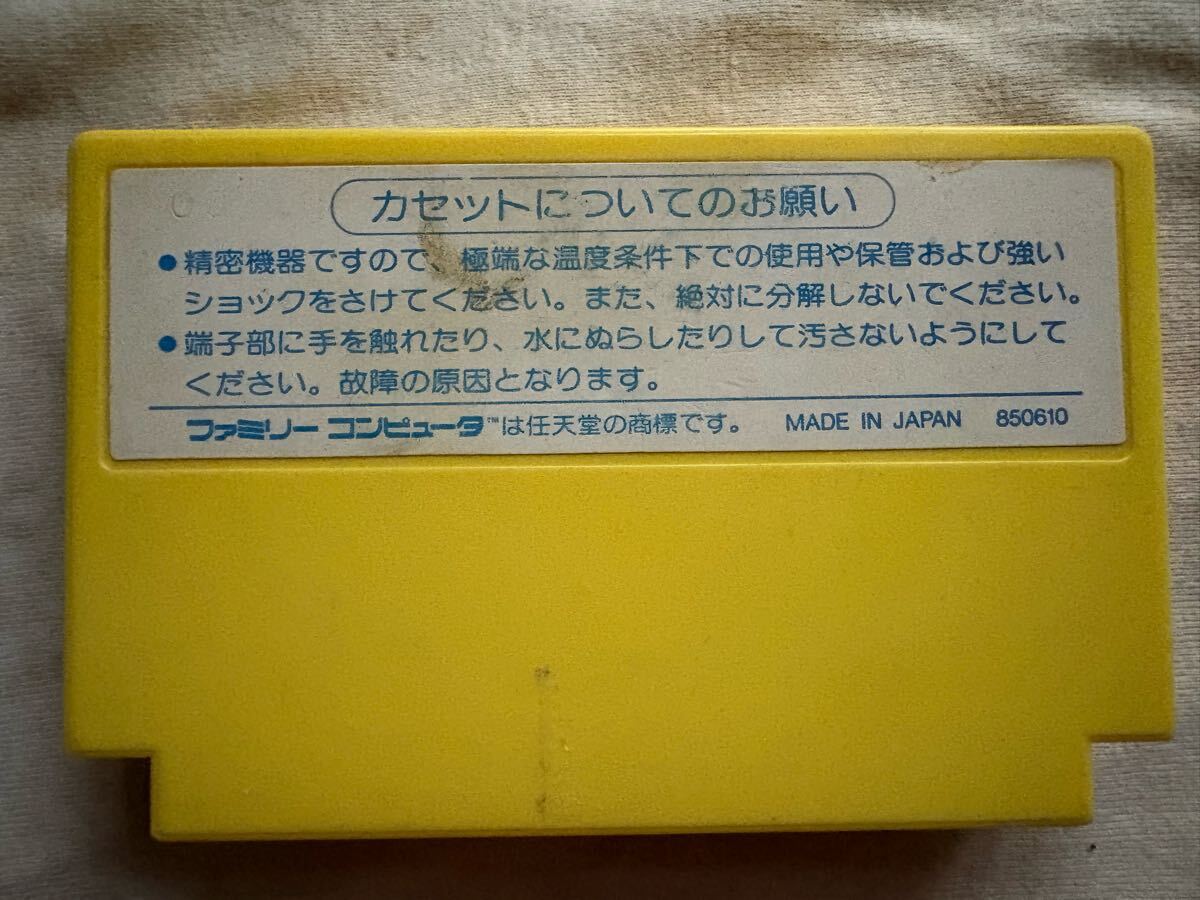 カセットについてのお願い
●精密機器ですので、極端な温度条件下での使用や保管および強い
ショックをさけてください。また、絶対に分解しないでください。
●端子部に手を触れたり、水にぬらしたりして汚さないようにして
ください。故障の原因となります。
ファミリーコンピュータ™は任天堂の商標です。 MADE IN JAPAN 850610